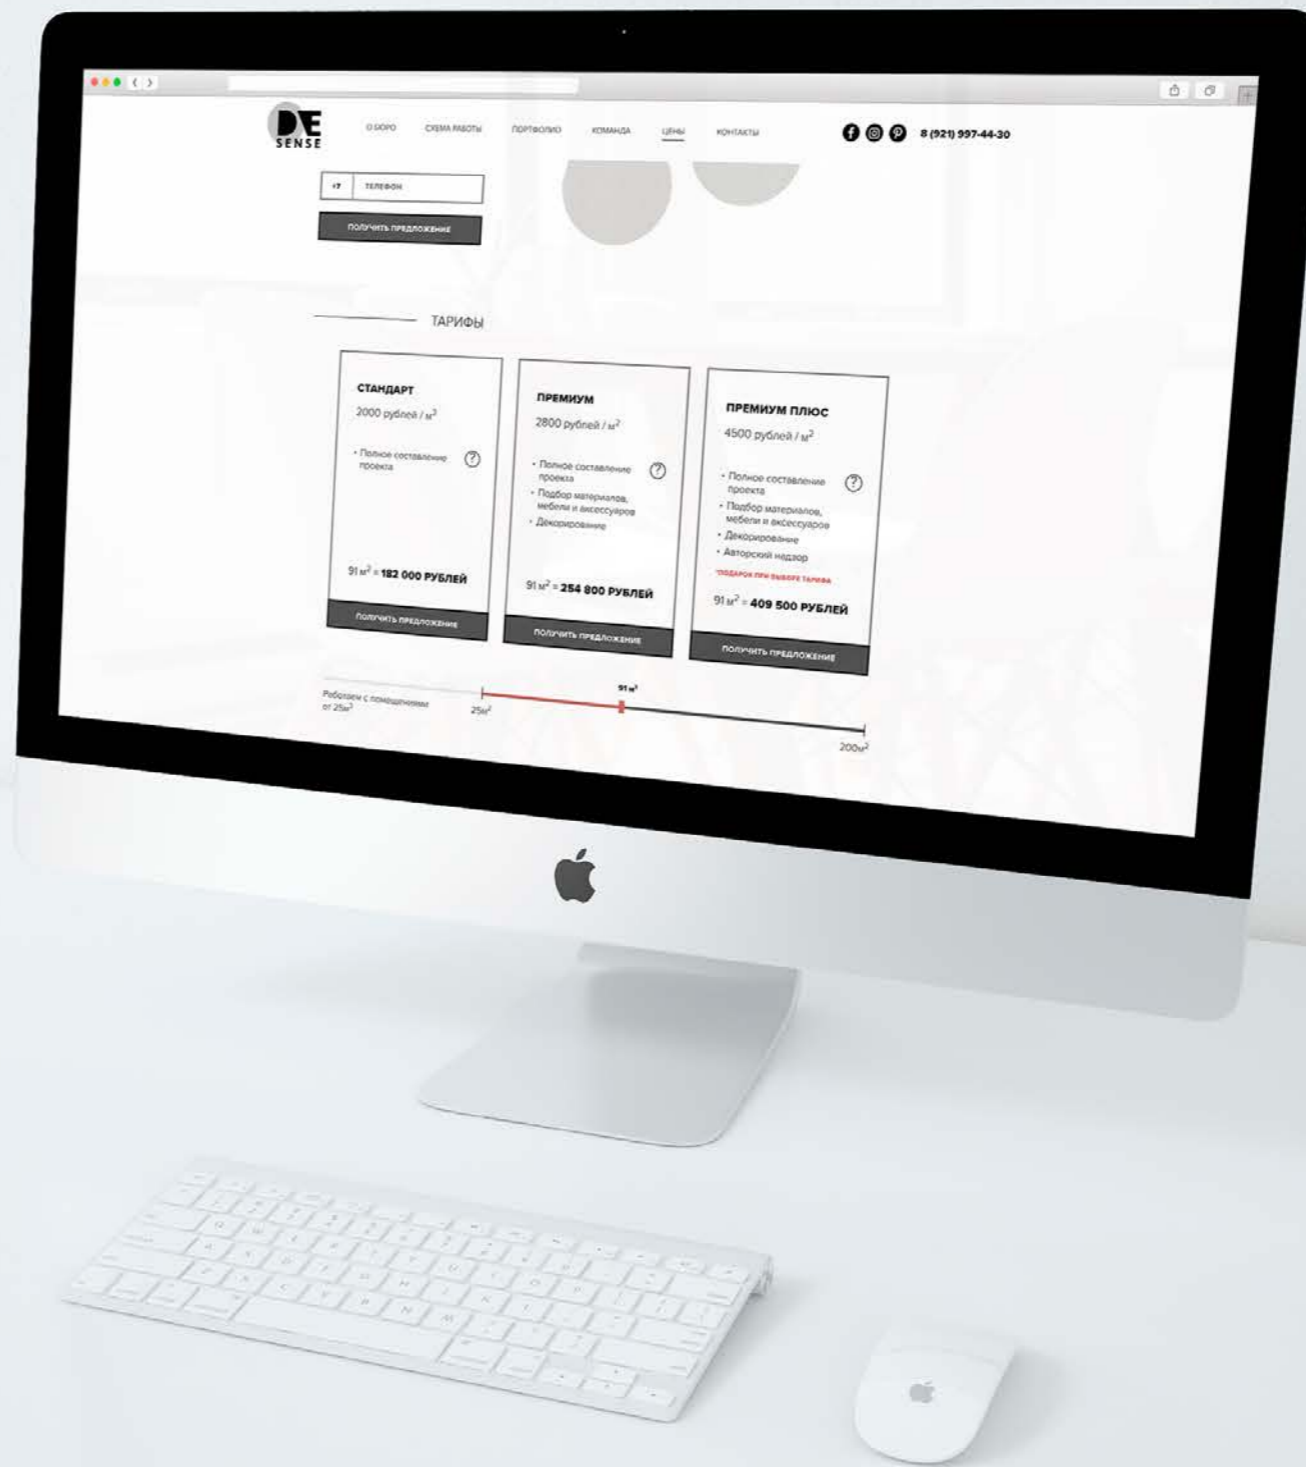 DE
SENSE
О БЮРО
СХЕМА РАБОТЫ
ПОРТФОЛИО
КОМАНДА
ЦЕНЫ
КОНТАКТЫ
8 (921) 997-44-30
+7
ТЕЛЕФОН
ПОЛУЧИТЬ ПРЕДЛОЖЕНИЕ
ТАРИФЫ
СТАНДАРТ
2000 рублей / м²
• Полное составление
проекта
?
91 м² = 182 000 РУБЛЕЙ
ПОЛУЧИТЬ ПРЕДЛОЖЕНИЕ
ПРЕМИУМ
2800 рублей / м²
• Полное составление
проекта
?
• Подбор материалов,
мебели и аксессуаров
• Декорирование
91 м² = 254 800 РУБЛЕЙ
ПОЛУЧИТЬ ПРЕДЛОЖЕНИЕ
ПРЕМИУМ ПЛЮС
4500 рублей / м²
• Полное составление
проекта
?
• Подбор материалов,
мебели и аксессуаров
• Декорирование
• Авторский надзор
*ПОДАРОК ПРИ ВЫБОРЕ ТАРИФА
91 м² = 409 500 РУБЛЕЙ
ПОЛУЧИТЬ ПРЕДЛОЖЕНИЕ
Работаем с помещениями
от 25м²
25м²
91 м²
200м²